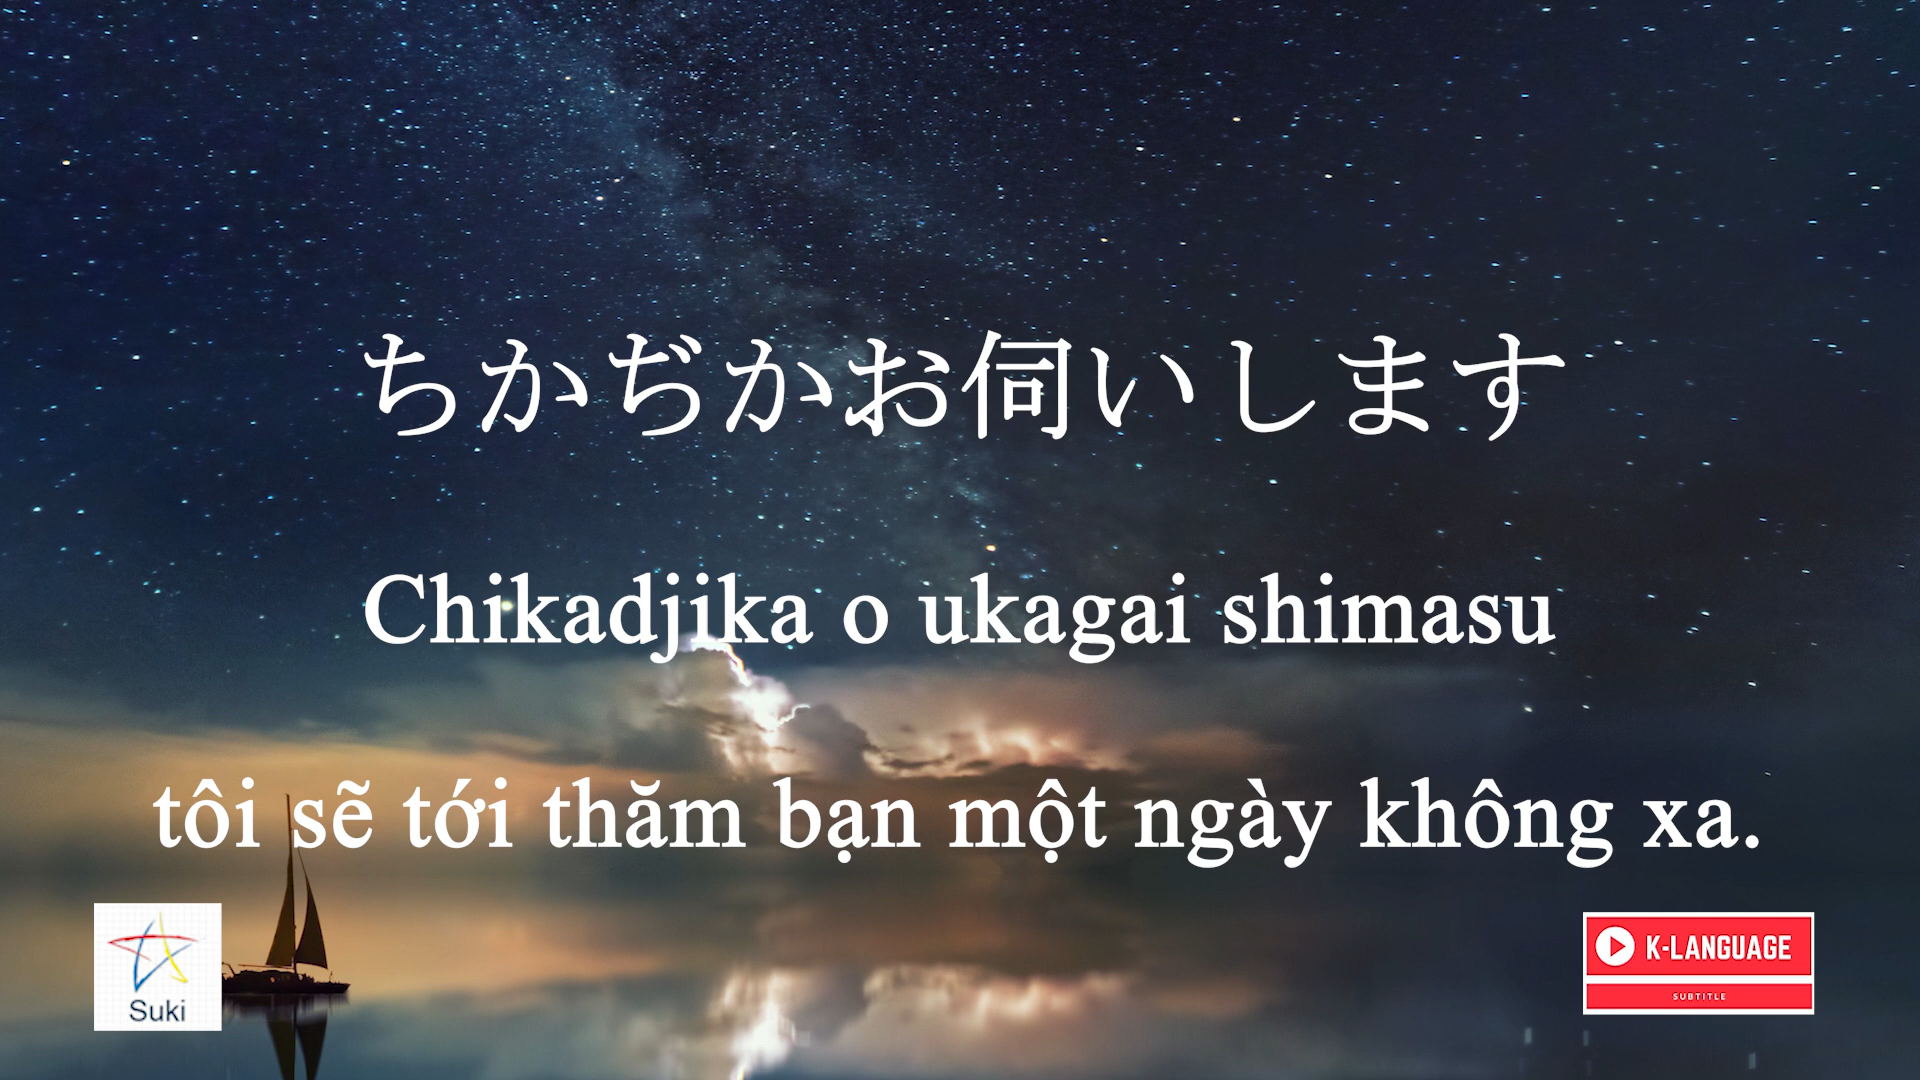 ちかぢかお伺いします
Chikadjika o ukagai shimasu
tôi sẽ tới thăm bạn một ngày không xa.
Suki
K-LANGUAGE
SUBTITLE